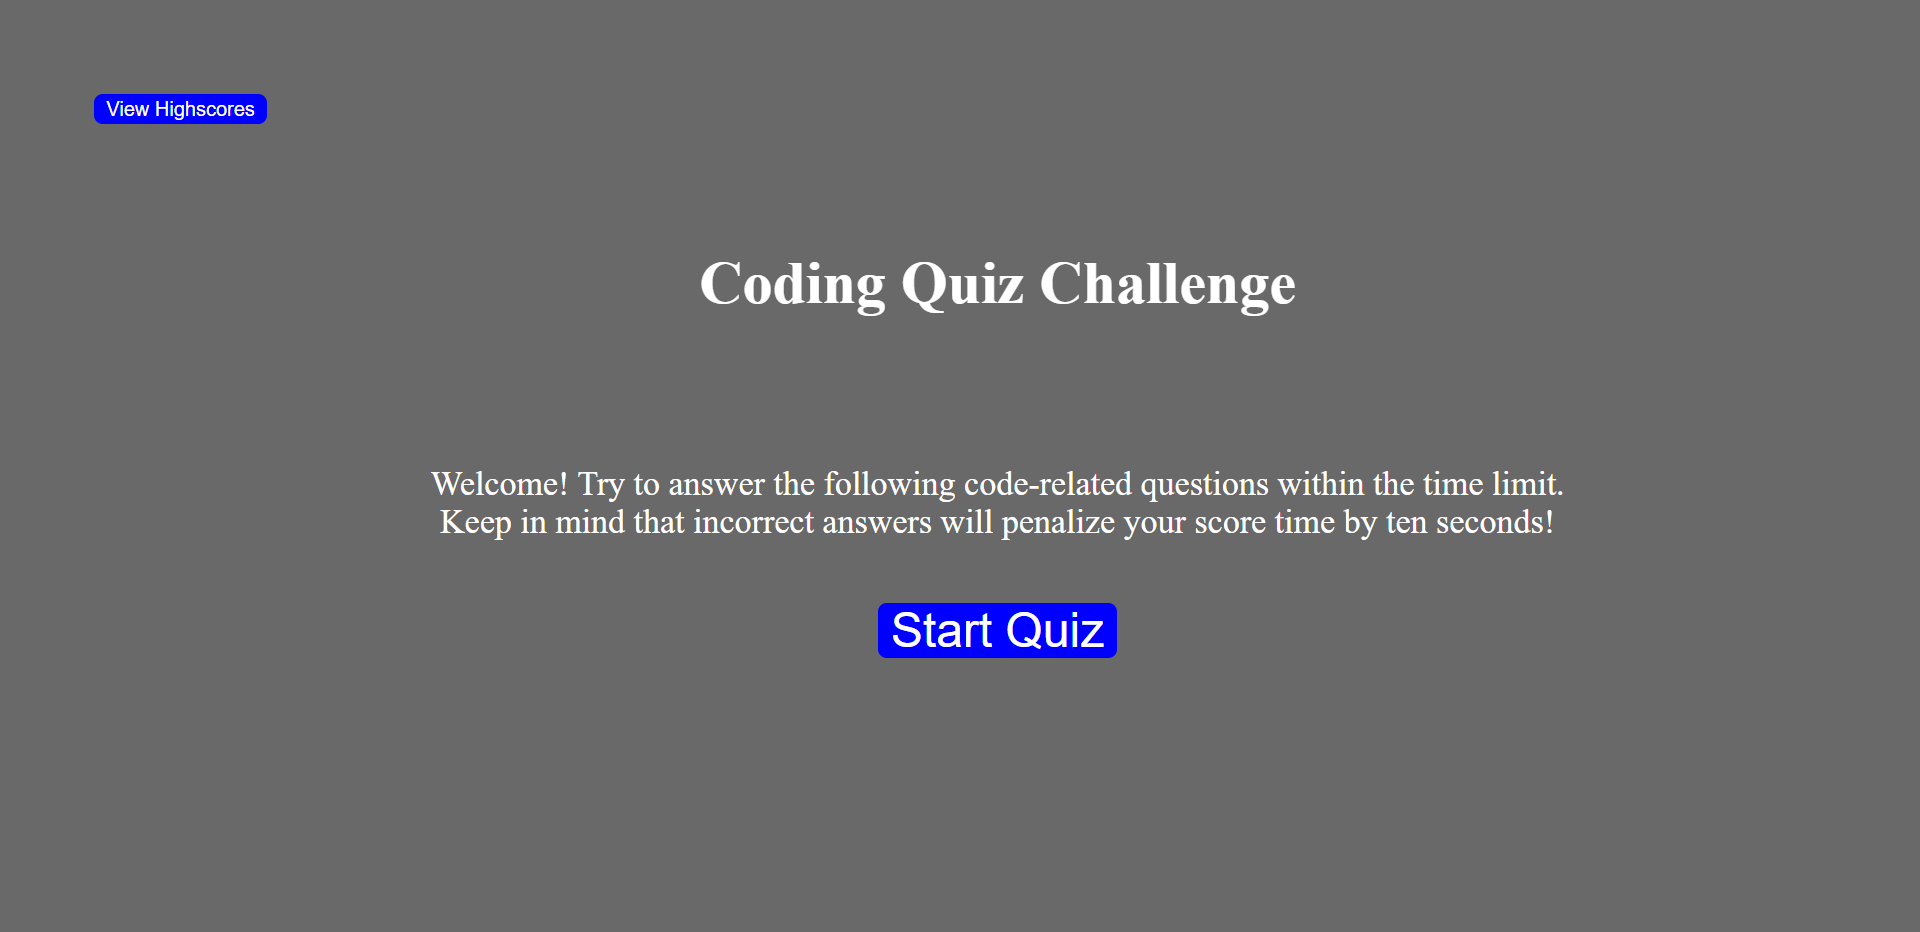 View Highscores
Coding Quiz Challenge
Welcome! Try to answer the following code-related questions within the time limit.
Keep in mind that incorrect answers will penalize your score time by ten seconds!
Start Quiz